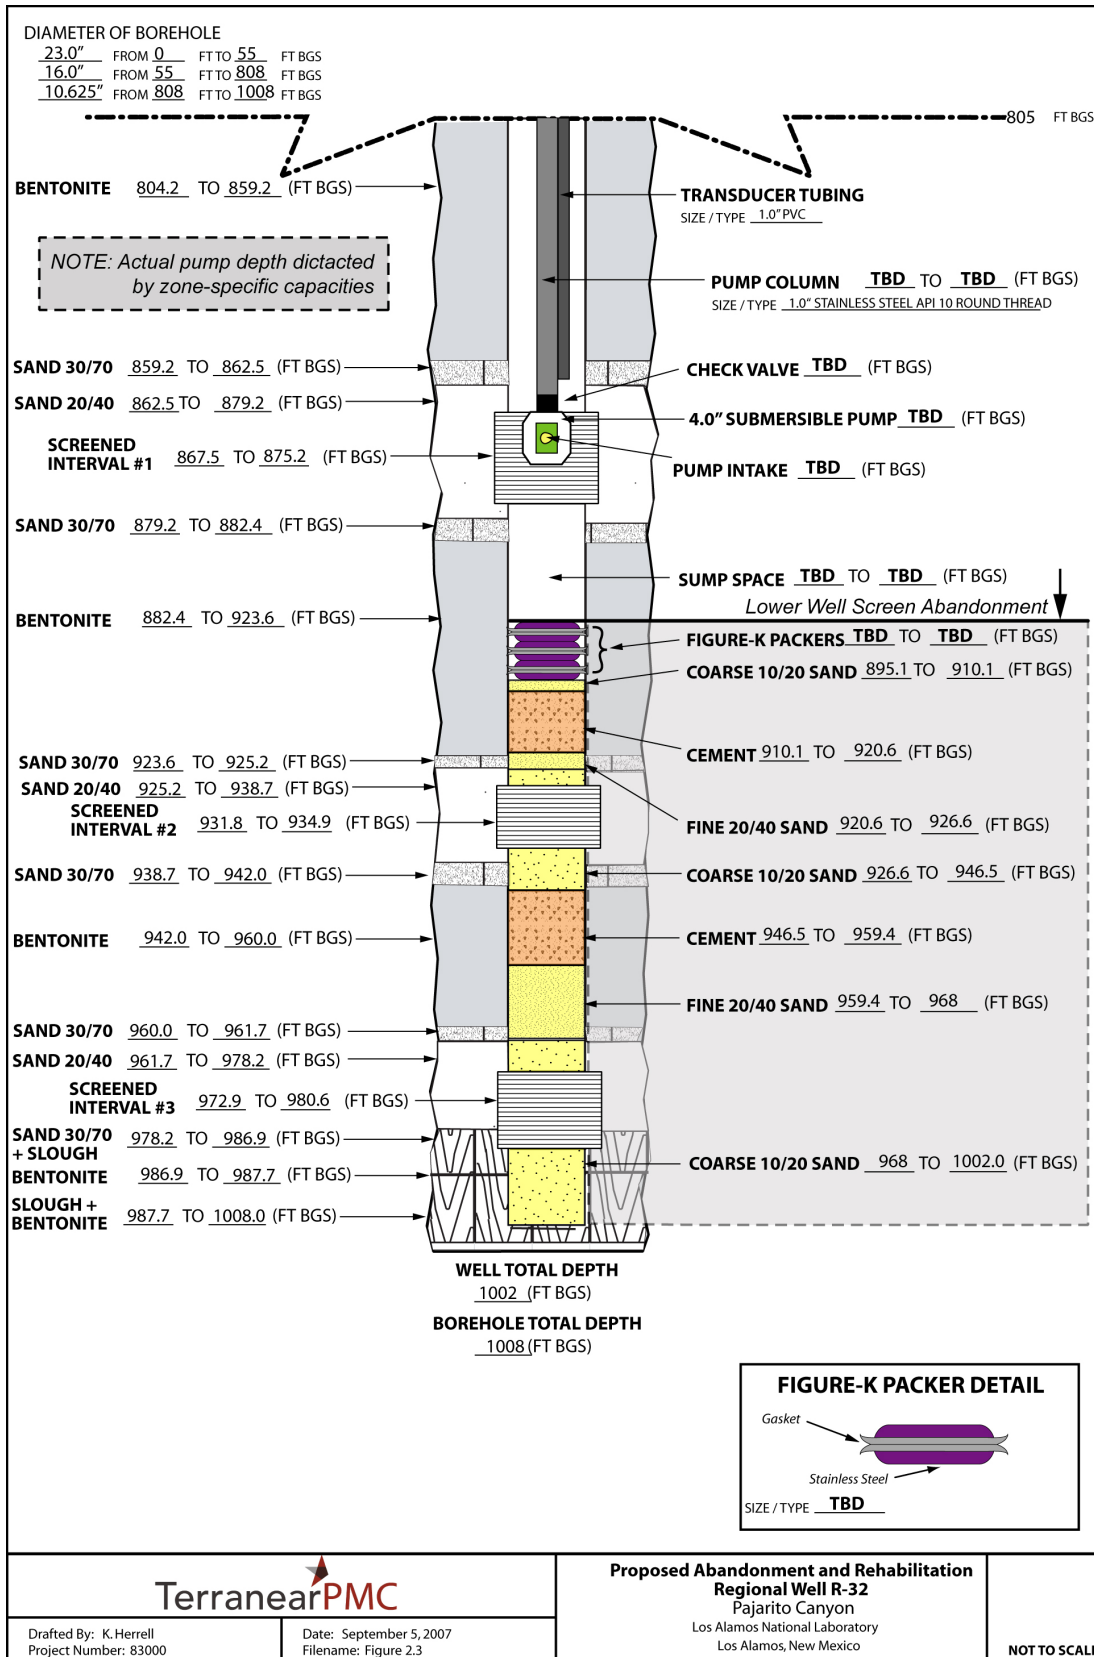 DIAMETER OF BOREHOLE
23.0" FROM 0 FT TO 55 FT BGS
16.0" FROM 55 FT TO 808 FT BGS
10.625" FROM 808 FT TO 1008 FT BGS
805 FT BGS
BENTONITE 804.2 TO 859.2 (FT BGS)
TRANSDUCER TUBING
SIZE / TYPE 1.0" PVC
NOTE: Actual pump depth dictacted
by zone-specific capacities
PUMP COLUMN TBD TO TBD (FT BGS)
SIZE / TYPE 1.0" STAINLESS STEEL API 10 ROUND THREAD
SAND 30/70 859.2 TO 862.5 (FT BGS)
CHECK VALVE TBD (FT BGS)
SAND 20/40 862.5 TO 879.2 (FT BGS)
4.0" SUBMERSIBLE PUMP TBD (FT BGS)
SCREENED
INTERVAL #1 867.5 TO 875.2 (FT BGS)
PUMP INTAKE TBD (FT BGS)
SAND 30/70 879.2 TO 882.4 (FT BGS)
SUMP SPACE TBD TO TBD (FT BGS)
Lower Well Screen Abandonment
BENTONITE 882.4 TO 923.6 (FT BGS)
FIGURE-K PACKERS TBD TO TBD (FT BGS)
COARSE 10/20 SAND 895.1 TO 910.1 (FT BGS)
CEMENT 910.1 TO 920.6 (FT BGS)
SAND 30/70 923.6 TO 925.2 (FT BGS)
SAND 20/40 925.2 TO 938.7 (FT BGS)
SCREENED
INTERVAL #2 931.8 TO 934.9 (FT BGS)
FINE 20/40 SAND 920.6 TO 926.6 (FT BGS)
SAND 30/70 938.7 TO 942.0 (FT BGS)
COARSE 10/20 SAND 926.6 TO 946.5 (FT BGS)
BENTONITE 942.0 TO 960.0 (FT BGS)
CEMENT 946.5 TO 959.4 (FT BGS)
FINE 20/40 SAND 959.4 TO 968 (FT BGS)
SAND 30/70 960.0 TO 961.7 (FT BGS)
SAND 20/40 961.7 TO 978.2 (FT BGS)
SCREENED
INTERVAL #3 972.9 TO 980.6 (FT BGS)
SAND 30/70 978.2 TO 986.9 (FT BGS)
+ SLOUGH
COARSE 10/20 SAND 968 TO 1002.0 (FT BGS)
BENTONITE 986.9 TO 987.7 (FT BGS)
SLOUGH +
BENTONITE 987.7 TO 1008.0 (FT BGS)
WELL TOTAL DEPTH
1002 (FT BGS)
BOREHOLE TOTAL DEPTH
1008 (FT BGS)
FIGURE-K PACKER DETAIL
Gasket
Stainless Steel
SIZE / TYPE TBD
TerranearPMC
Drafted By: K. Herrell
Project Number: 83000
Date: September 5, 2007
Filename: Figure 2.3
Proposed Abandonment and Rehabilitation
Regional Well R-32
Pajarito Canyon
Los Alamos National Laboratory
Los Alamos, New Mexico
NOT TO SCALE